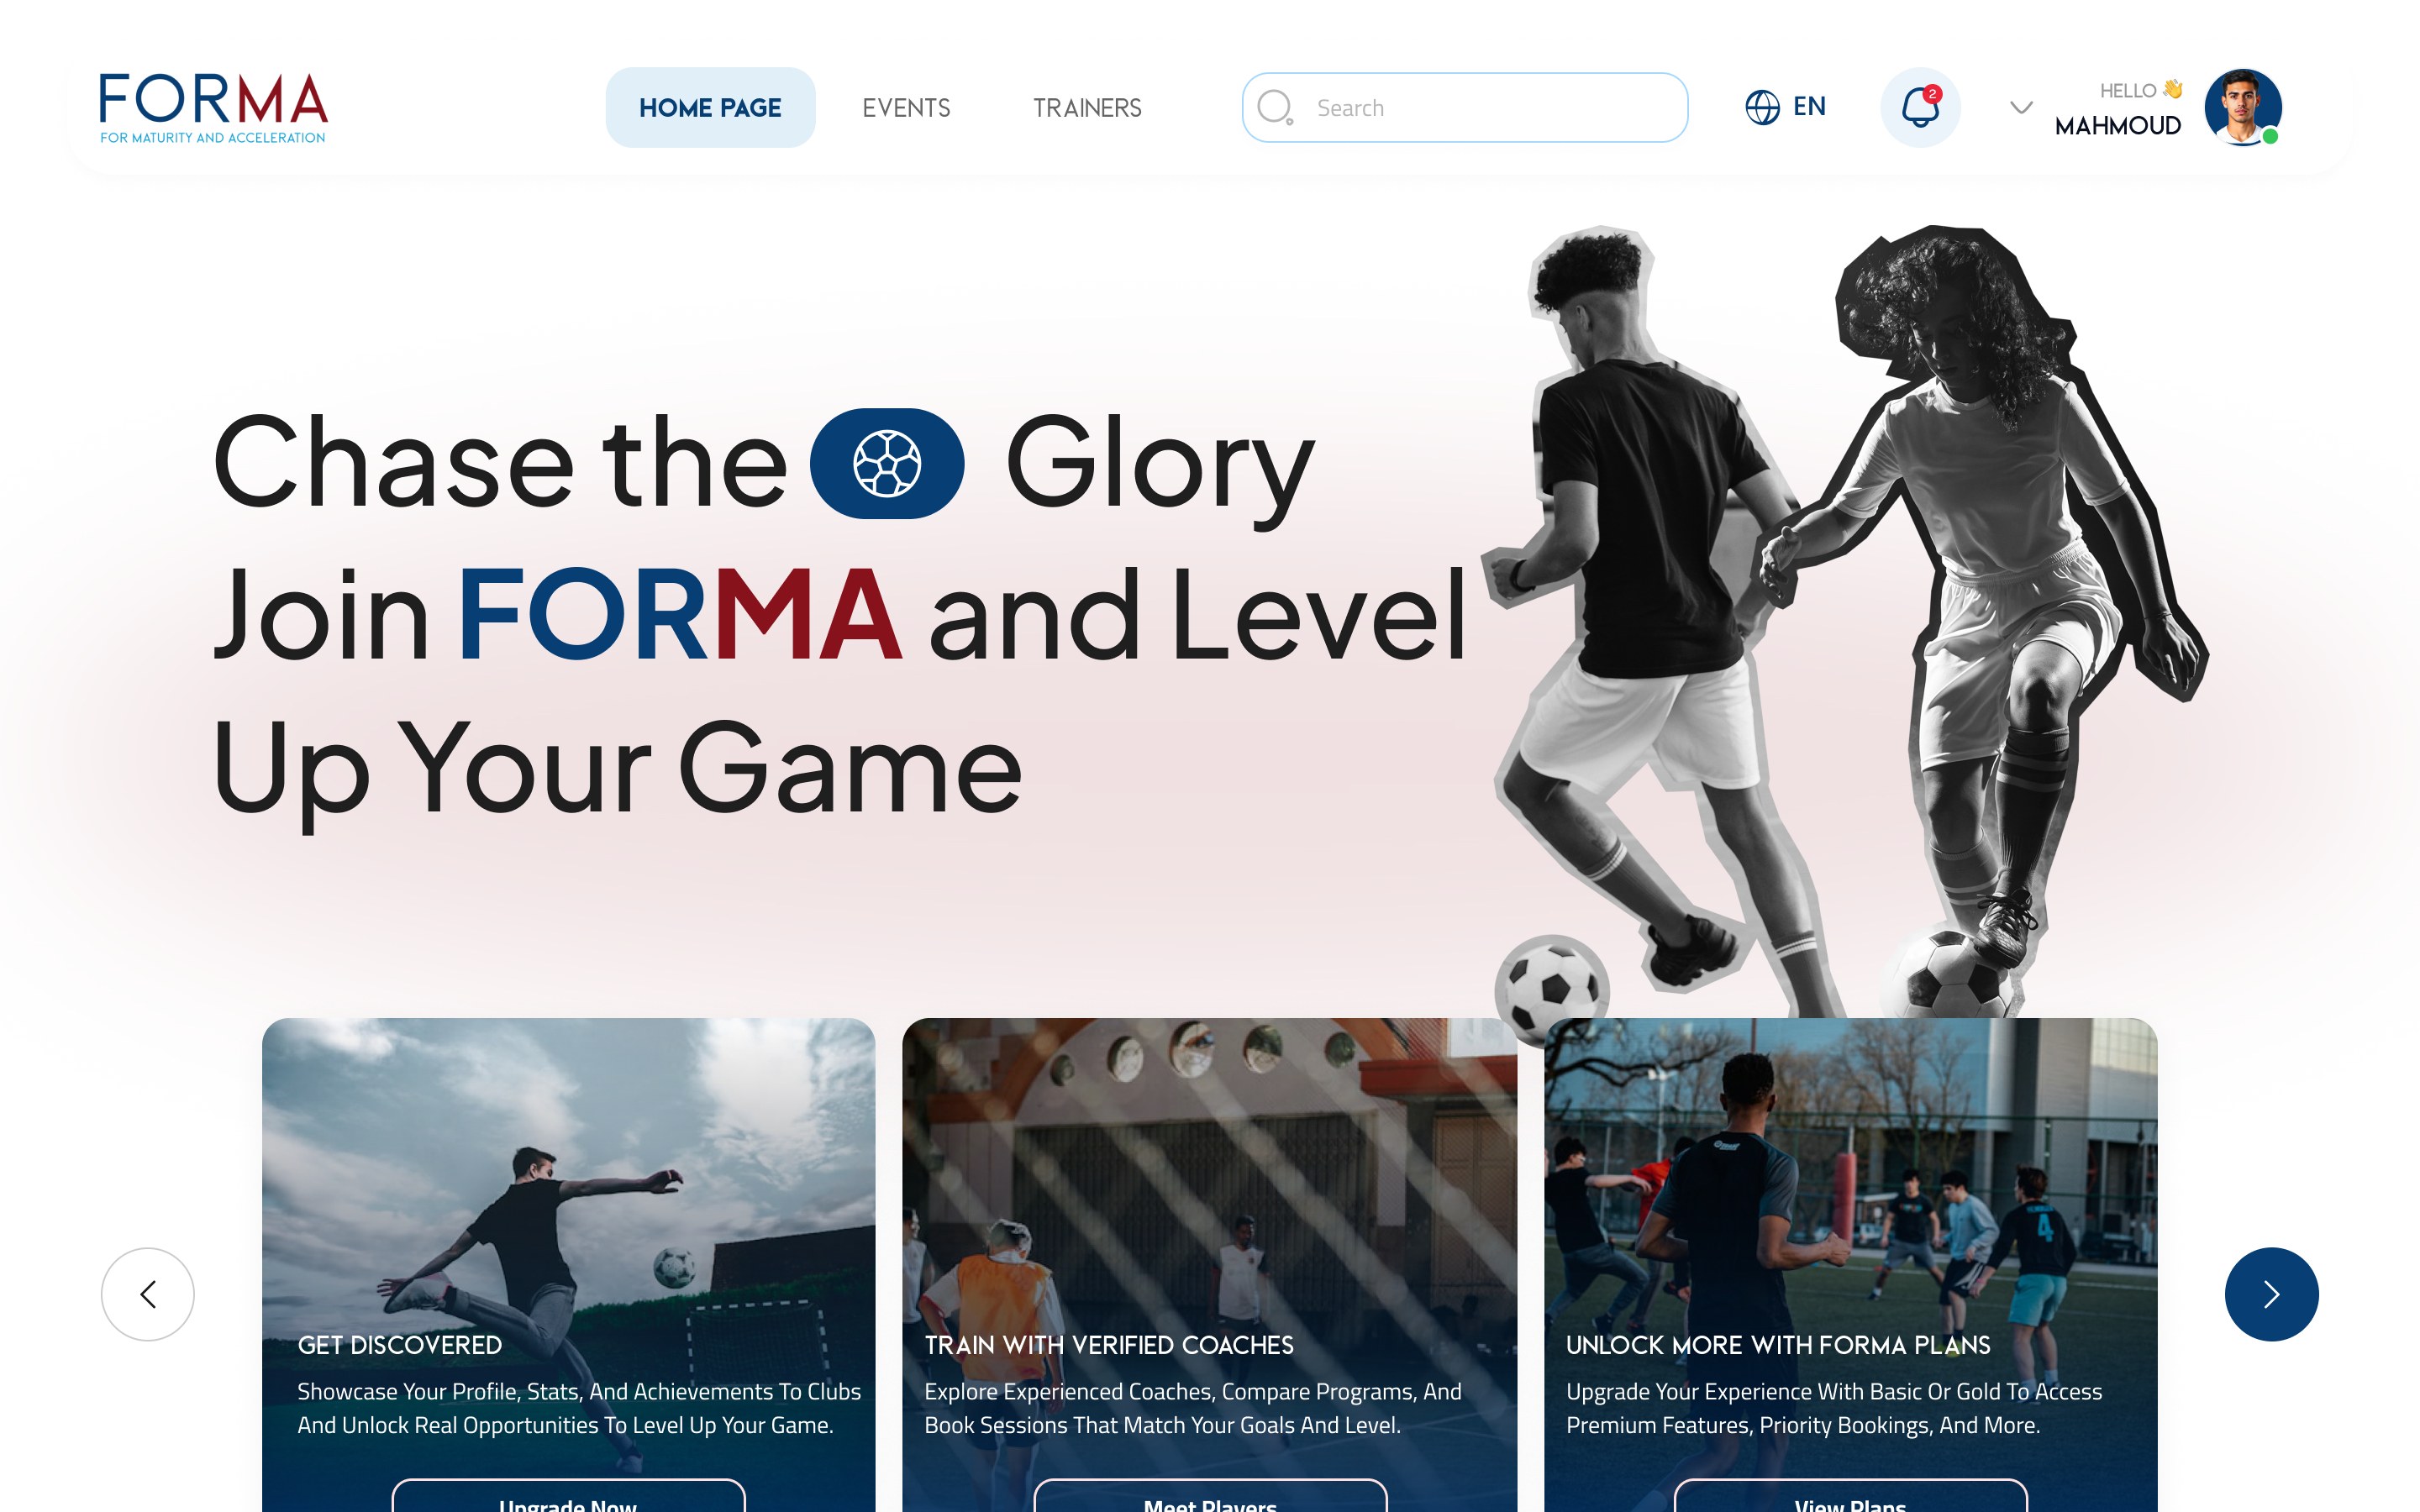 FORMA
FOR MATURITY AND ACCELERATION
HOME PAGE
EVENTS
TRAINERS
Search
EN
2
HELLO 👋
MAHMOUD
Chase the Glory
Join FORMA and Level
Up Your Game
GET DISCOVERED
Showcase Your Profile, Stats, And Achievements To Clubs
And Unlock Real Opportunities To Level Up Your Game.
Upgrade Now
TRAIN WITH VERIFIED COACHES
Explore Experienced Coaches, Compare Programs, And
Book Sessions That Match Your Goals And Level.
Meet Players
4
UNLOCK MORE WITH FORMA PLANS
Upgrade Your Experience With Basic Or Gold To Access
Premium Features, Priority Bookings, And More.
View Plans